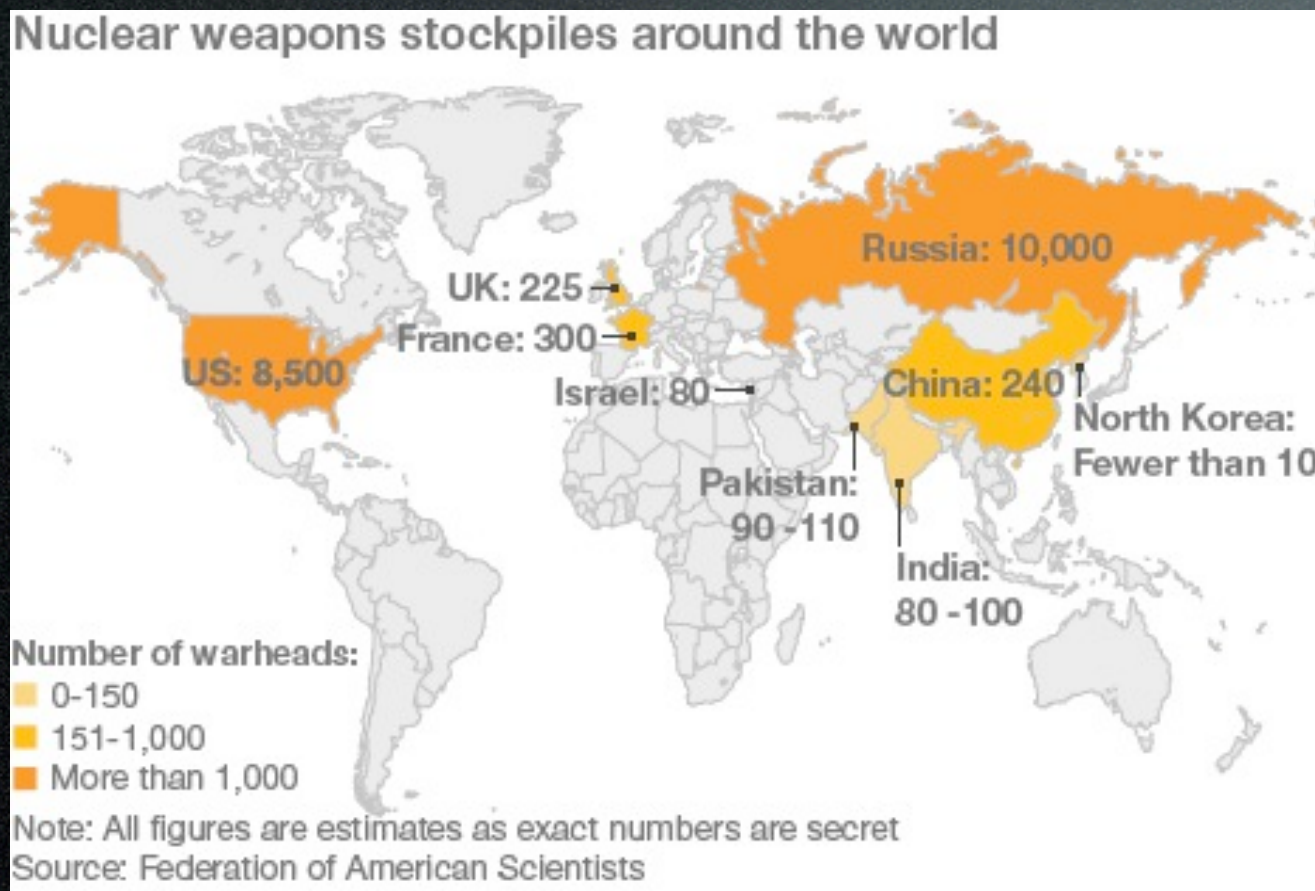 Nuclear weapons stockpiles around the world
Russia: 10,000
UK: 225
France: 300
US: 8,500
Israel: 80
China: 240
North Korea:
Fewer than 10
Pakistan:
90 -110
India:
80 -100
Number of warheads:
0-150
151-1,000
More than 1,000
Note: All figures are estimates as exact numbers are secret
Source: Federation of American Scientists